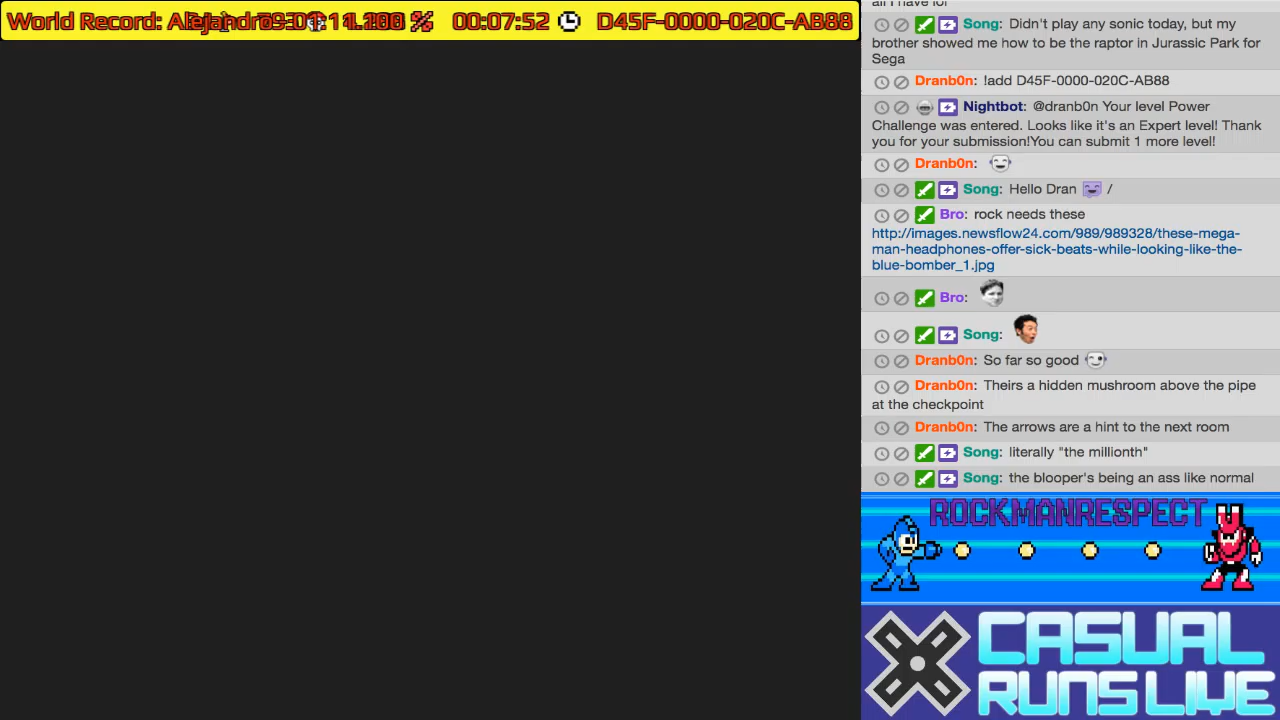 World Record:
00:07:52
D45F-0000-020C-AB88
all I have lol
Song: Didn't play any sonic today, but my
brother showed me how to be the raptor in Jurassic Park for
Sega
Dranb0n: !add D45F-0000-020C-AB88
Nightbot: @dranb0n Your level Power
Challenge was entered. Looks like it's an Expert level! Thank
you for your submission!You can submit 1 more level!
Dranb0n:
Song: Hello Dran /
Bro: rock needs these
http://images.newsflow24.com/989/989328/these-mega-
man-headphones-offer-sick-beats-while-looking-like-the-
blue-bomber_1.jpg
Bro:
Song:
Dranb0n: So far so good
Dranb0n: Theirs a hidden mushroom above the pipe
at the checkpoint
Dranb0n: The arrows are a hint to the next room
Song: literally "the millionth"
Song: the blooper's being an ass like normal
ROCKMANRESPECT
CASUAL
RUNS LIVE